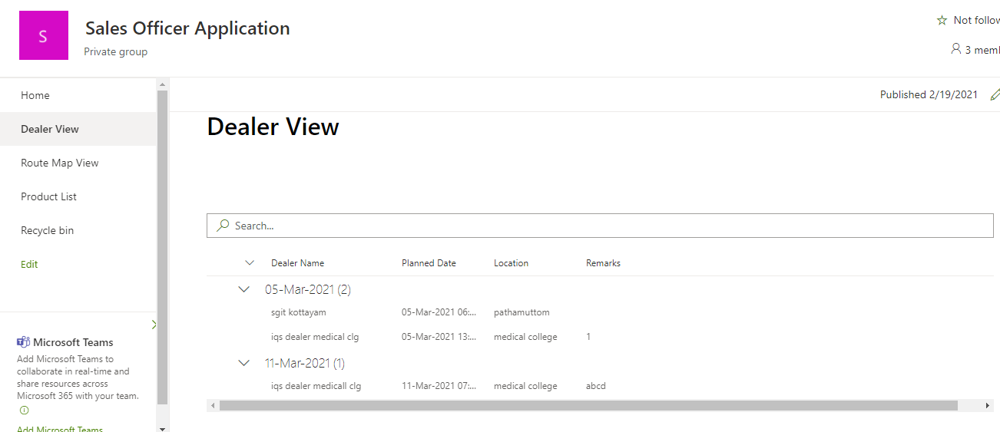 S
Sales Officer Application
Private group
Not follow
3 memb
Home
Dealer View
Route Map View
Product List
Recycle bin
Edit
Microsoft Teams
Add Microsoft Teams to
collaborate in real-time and
share resources across
Microsoft 365 with your team.
Add Microsoft Teams
Published 2/19/2021
Dealer View
Search...
Dealer Name Planned Date Location Remarks
05-Mar-2021 (2)
sgit kottayam 05-Mar-2021 06:... pathamuttom
iqs dealer medical clg 05-Mar-2021 13:... medical college 1
11-Mar-2021 (1)
iqs dealer medicall clg 11-Mar-2021 07:... medical college abcd